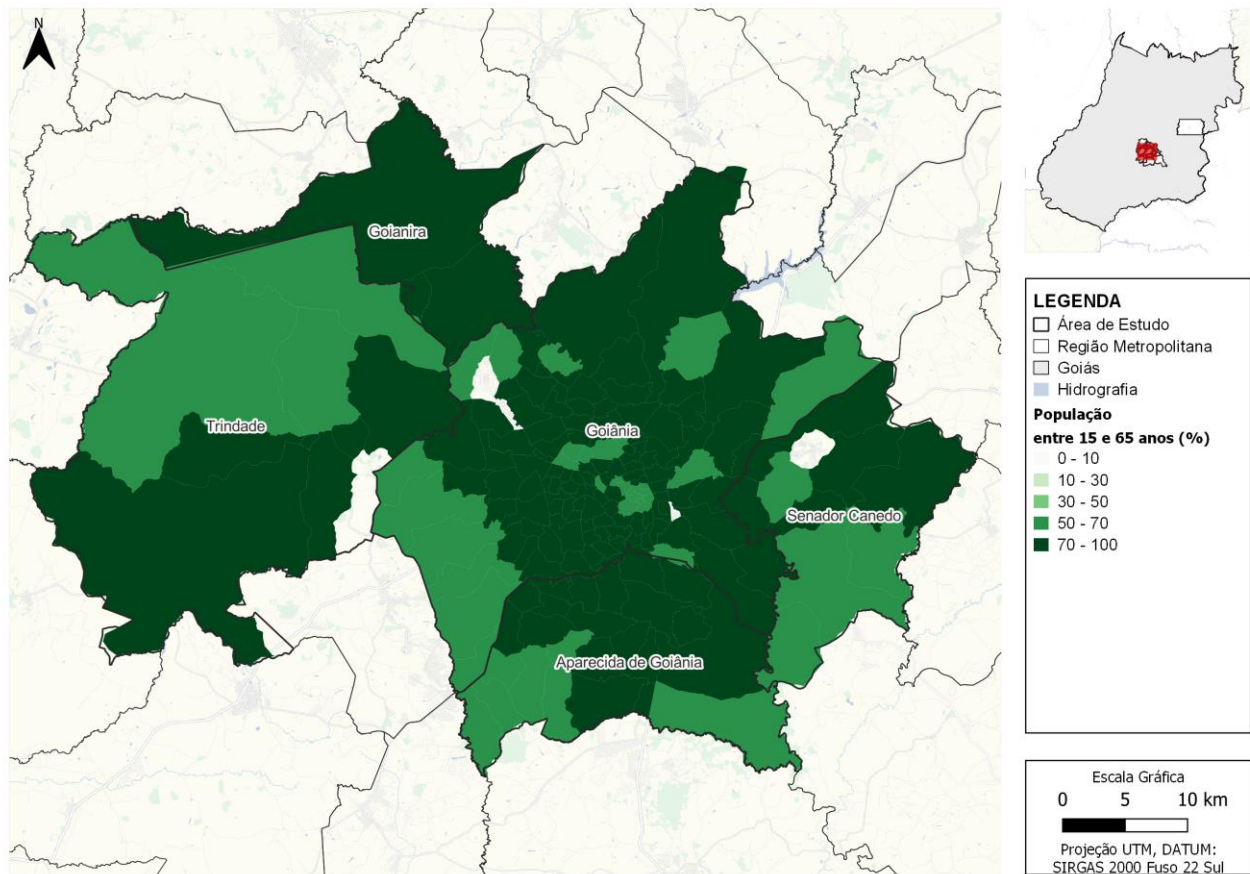 N
Goianira
Trindade
Goiânia
Senador Canedo
Aparecida de Goiânia
LEGENDA
Área de Estudo
Região Metropolitana
Goiás
Hidrografia
População
entre 15 e 65 anos (%)
0 - 10
10 - 30
30 - 50
50 - 70
70 - 100
Escala Gráfica
0 5 10 km
Projeção UTM, DATUM:
SIRGAS 2000 Fuso 22 Sul